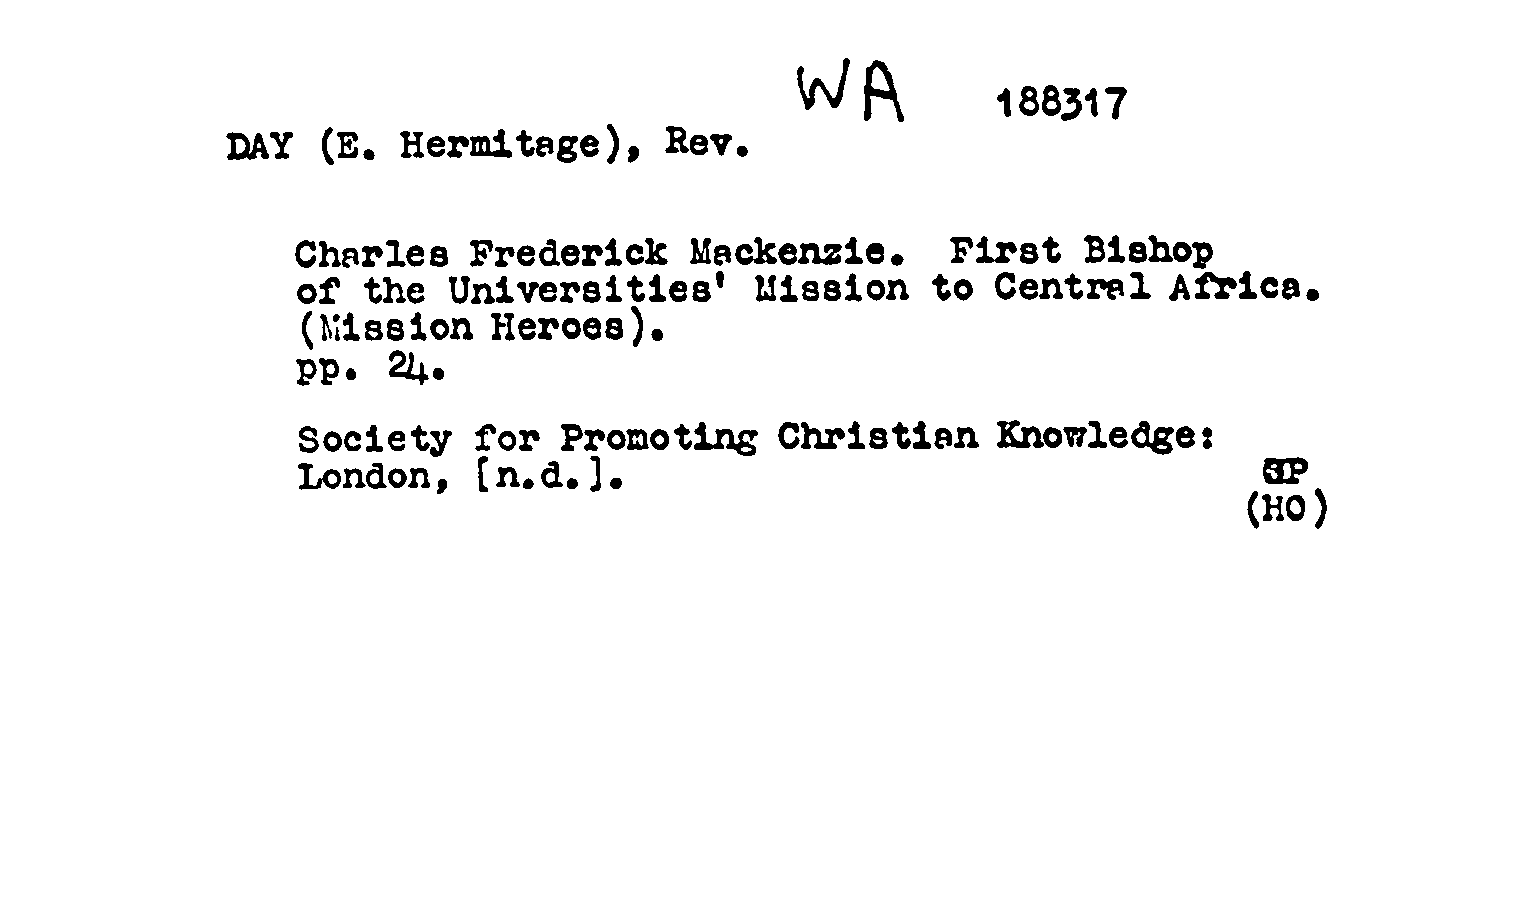 WA 188317
DAY (E. Hermitage), Rev.
Charles Frederick Mackenzie. First Bishop
of the Universities' Mission to Central Africa.
(Mission Heroes).
pp. 24.
Society for Promoting Christian Knowledge:
London, [n.d.].
(HO)